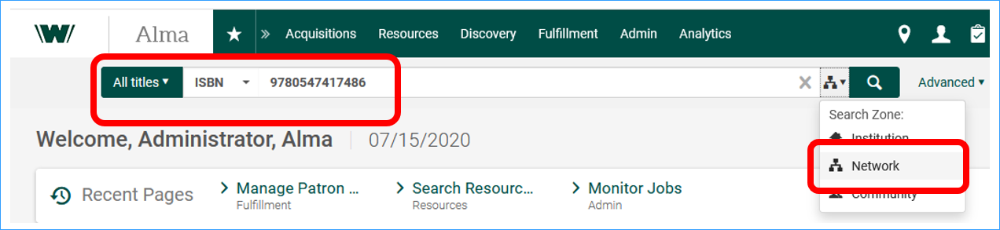 W Alma Acquisitions Resources Discovery Fulfillment Admin Analytics
All titles ISBN 9780547417486 Advanced
Search Zone:
Institution
Network
Community
Welcome, Administrator, Alma 07/15/2020
Recent Pages
Manage Patron ...
Fulfillment
Search Resourc...
Resources
Monitor Jobs
Admin